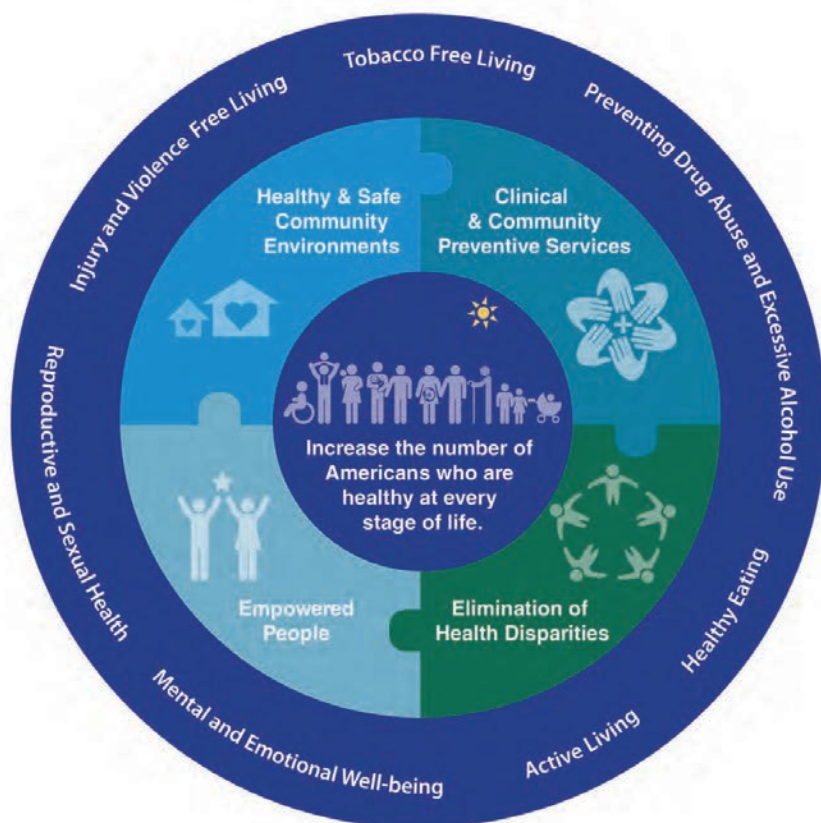 Tobacco Free Living
Preventing Drug Abuse and Excessive Alcohol Use
Healthy Eating
Active Living
Mental and Emotional Well-being
Reproductive and Sexual Health
Injury and Violence Free Living
Healthy & Safe
Community
Environments
Clinical
& Community
Preventive Services
Increase the number of
Americans who are
healthy at every
stage of life.
Empowered
People
Elimination of
Health Disparities